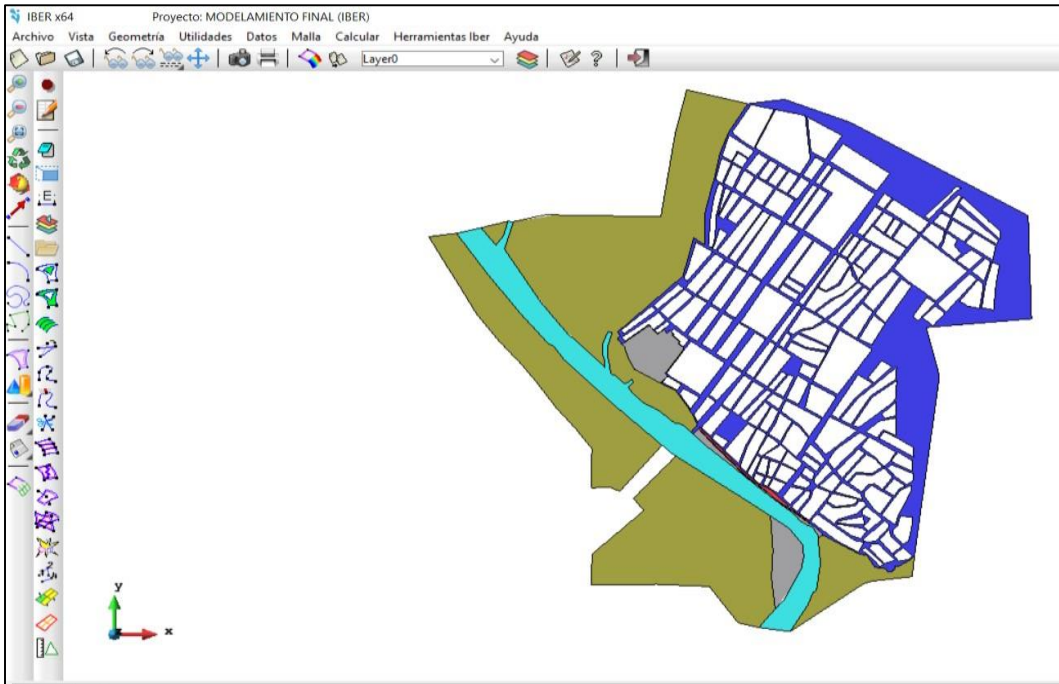 IBER x64 Proyecto: MODELAMIENTO FINAL (IBER)
Archivo Vista Geometría Utilidades Datos Malla Calcular Herramientas Iber Ayuda
Layer0
E
y
x